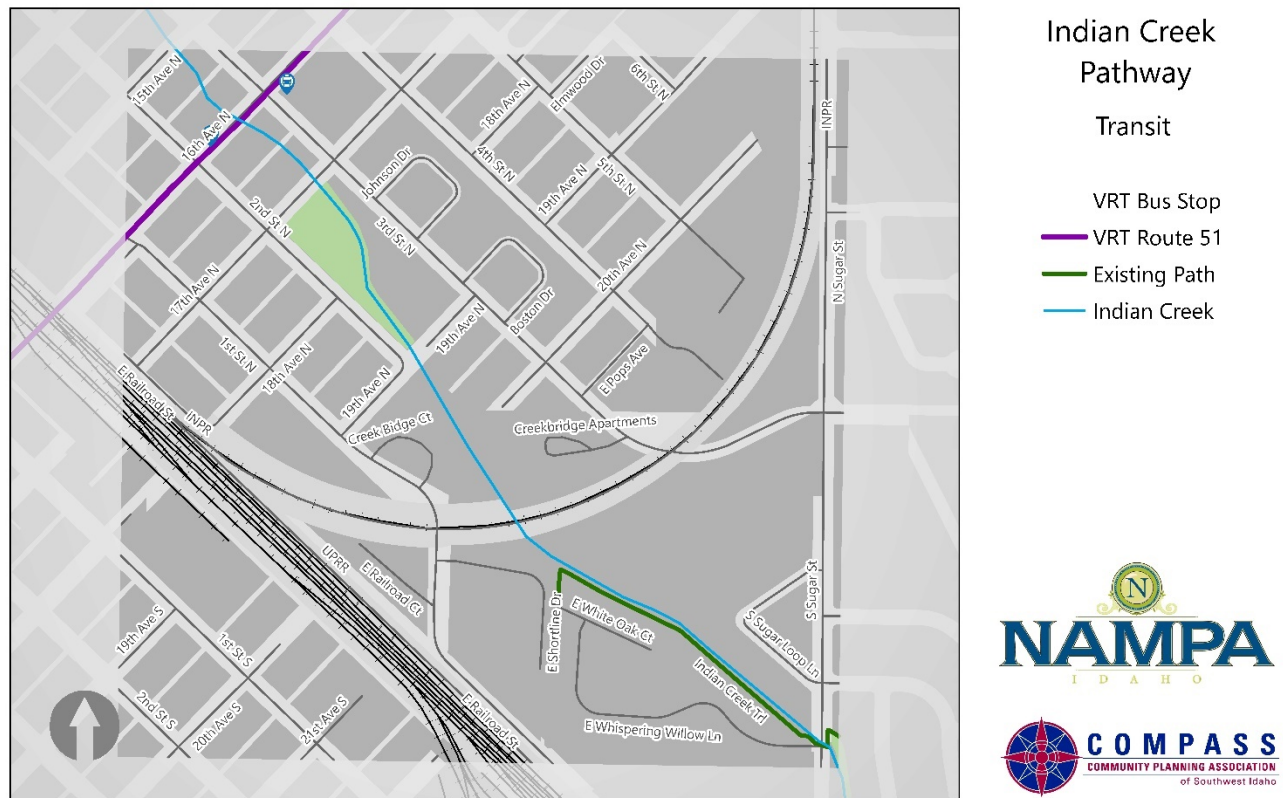 Indian Creek
Pathway
Transit
VRT Bus Stop
VRT Route 51
Existing Path
Indian Creek
15th Ave N
16th Ave N
6th St N
Elmwood Dr
18th Ave N
INPR
4th St N
5th St N
Johnson Dr
19th Ave N
2nd St N
3rd St N
20th Ave N
N Sugar St
17th Ave N
19th Ave N
Boston Dr
1st St N
18th Ave N
E Pops Ave
E Railroad St
INPR
19th Ave N
Creek Bidge Ct
Creekbridge Apartments
UPRR
E Railroad Ct
E Shortline Dr
E White Oak Ct
S Sugar St
S Sugar Loop Ln
19th Ave S
1st St S
Indian Creek Trl
2nd St S
20th Ave S
21st Ave S
E Railroad St
E Whispering Willow Ln
N
NAMPA
IDAHO
COMPASS
COMMUNITY PLANNING ASSOCIATION
of Southwest Idaho